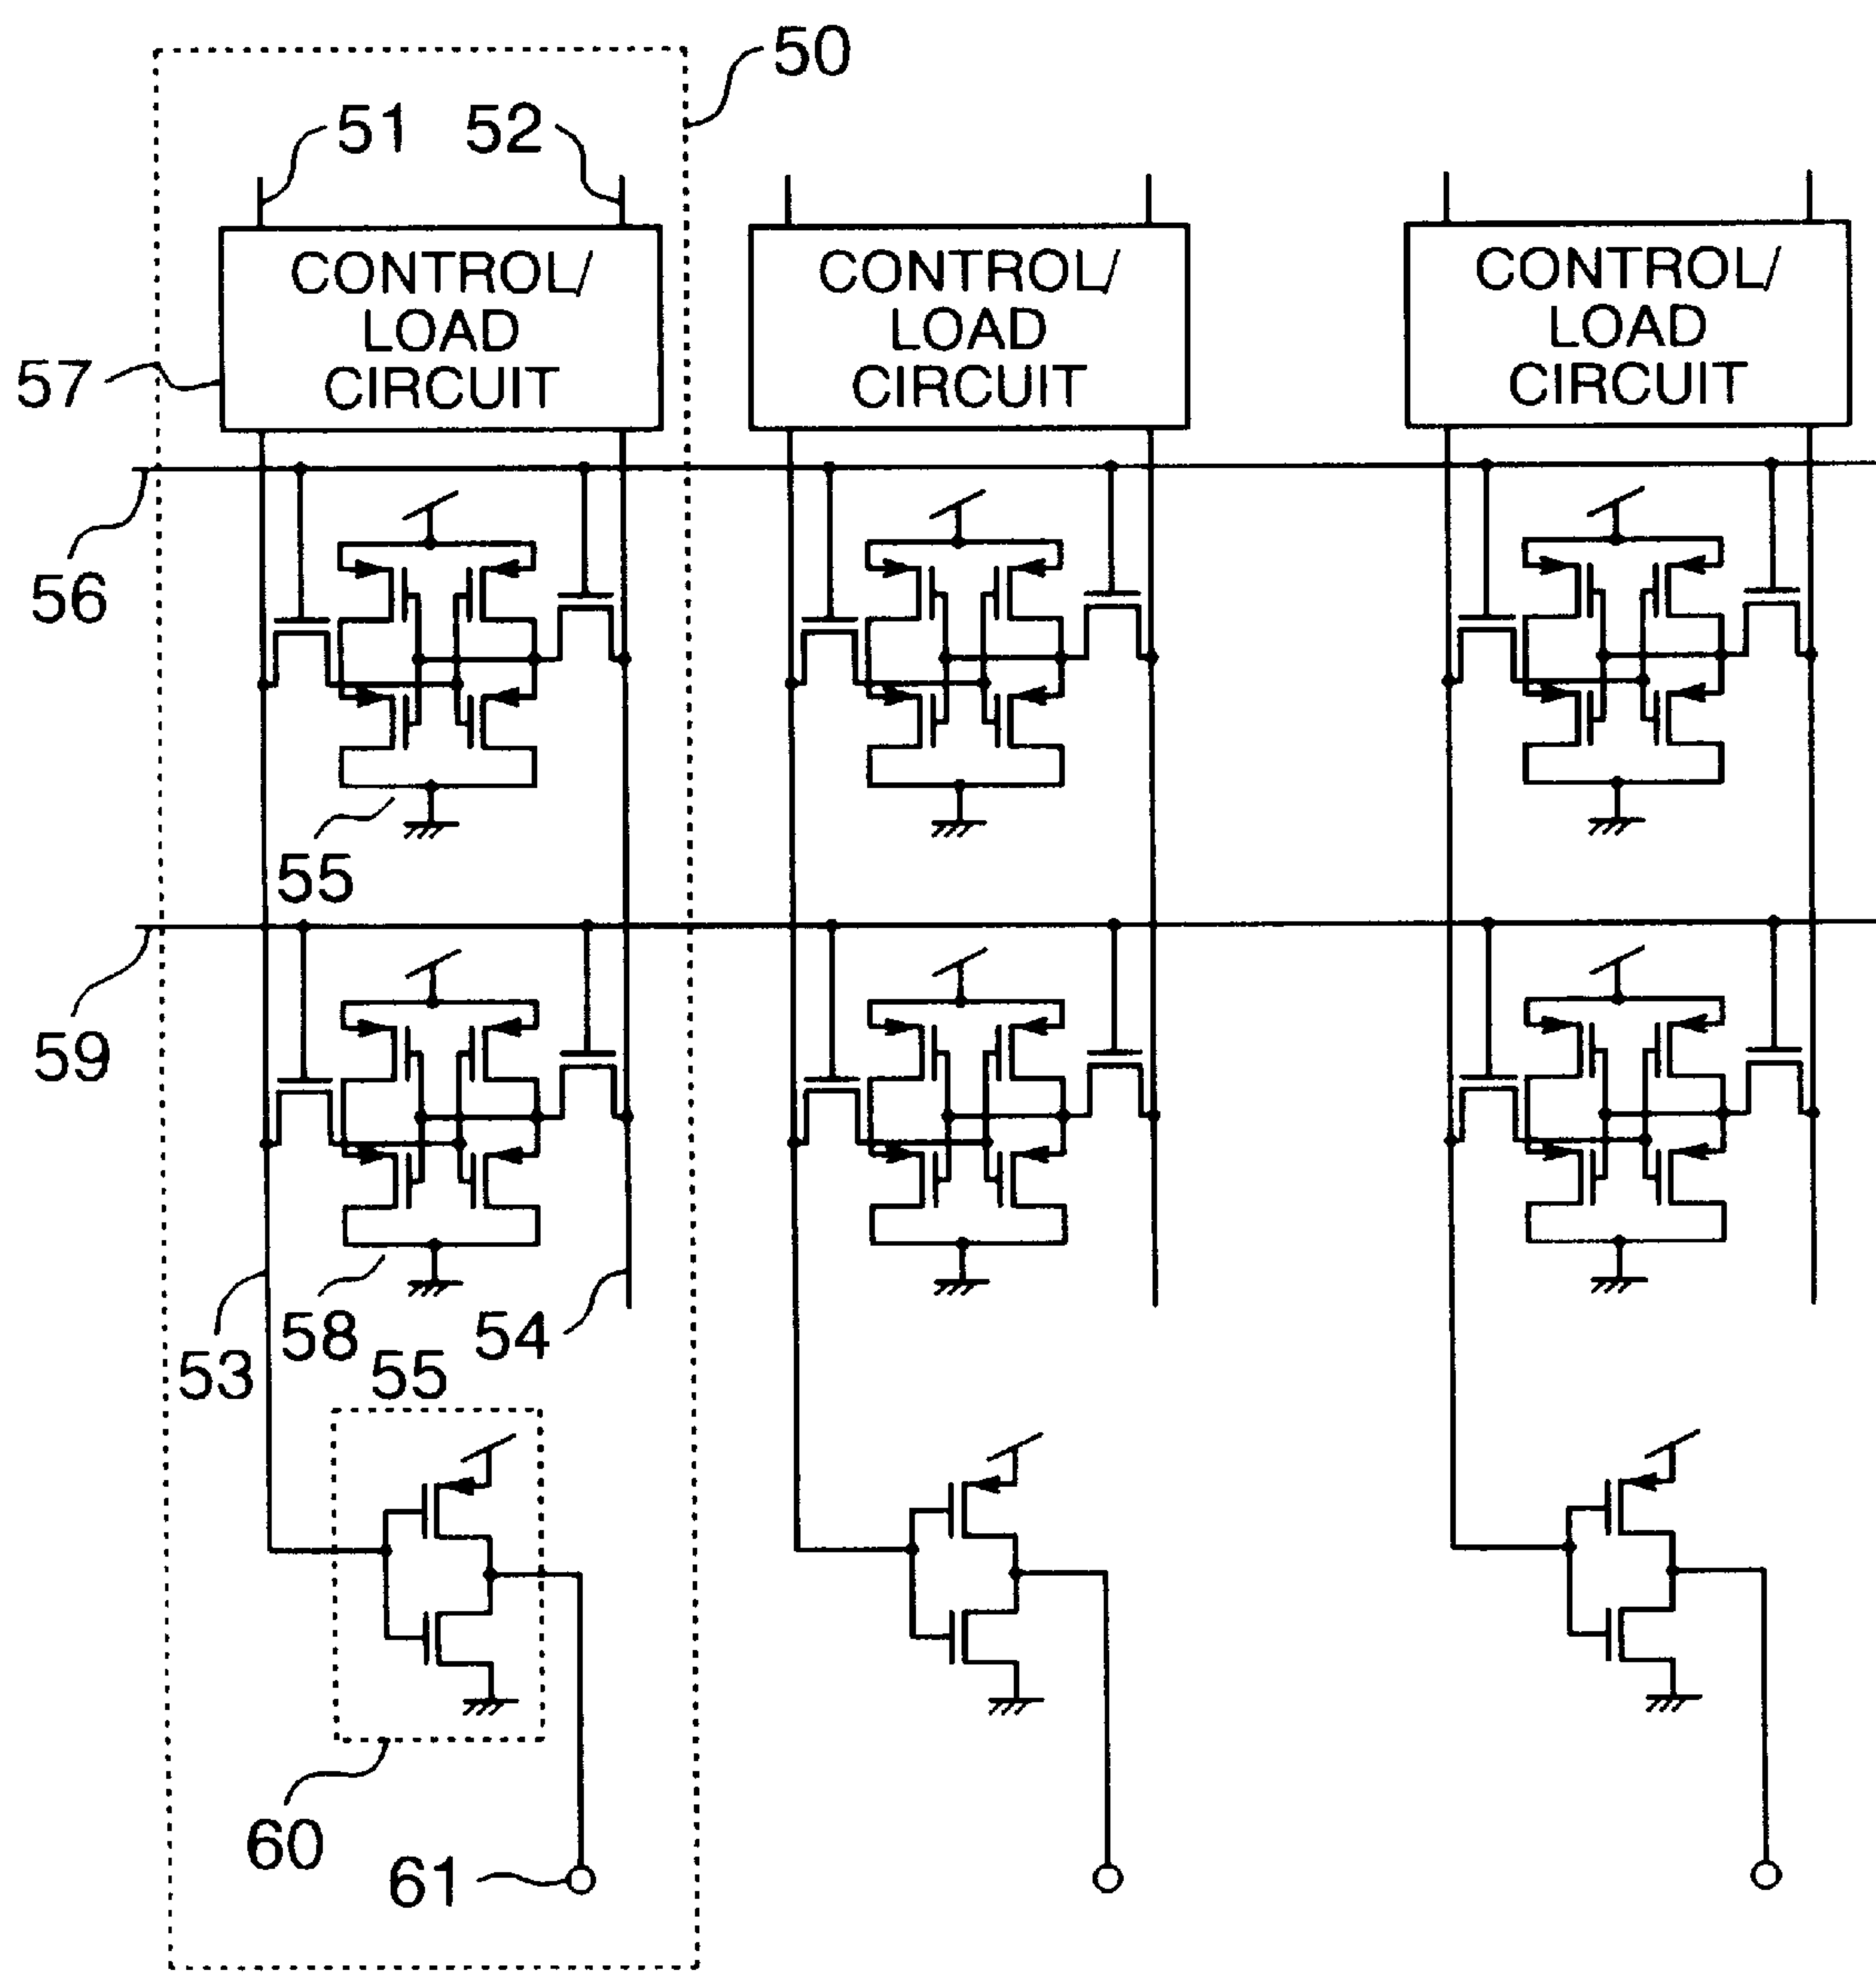 50
51 52
CONTROL/
LOAD
CIRCUIT
CONTROL/
LOAD
CIRCUIT
CONTROL/
LOAD
CIRCUIT
57
56
55
59
58
54
53
55
60
61